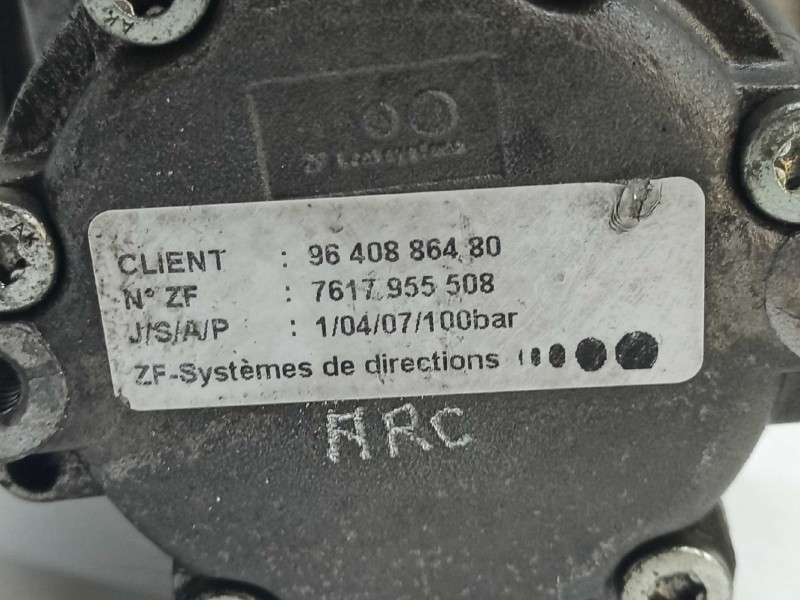 CLIENT : 96 408 864 80
N° ZF : 7617 955 508
J/S/A/P : 1/04/07/100bar
ZF-Systèmes de directions
ARC